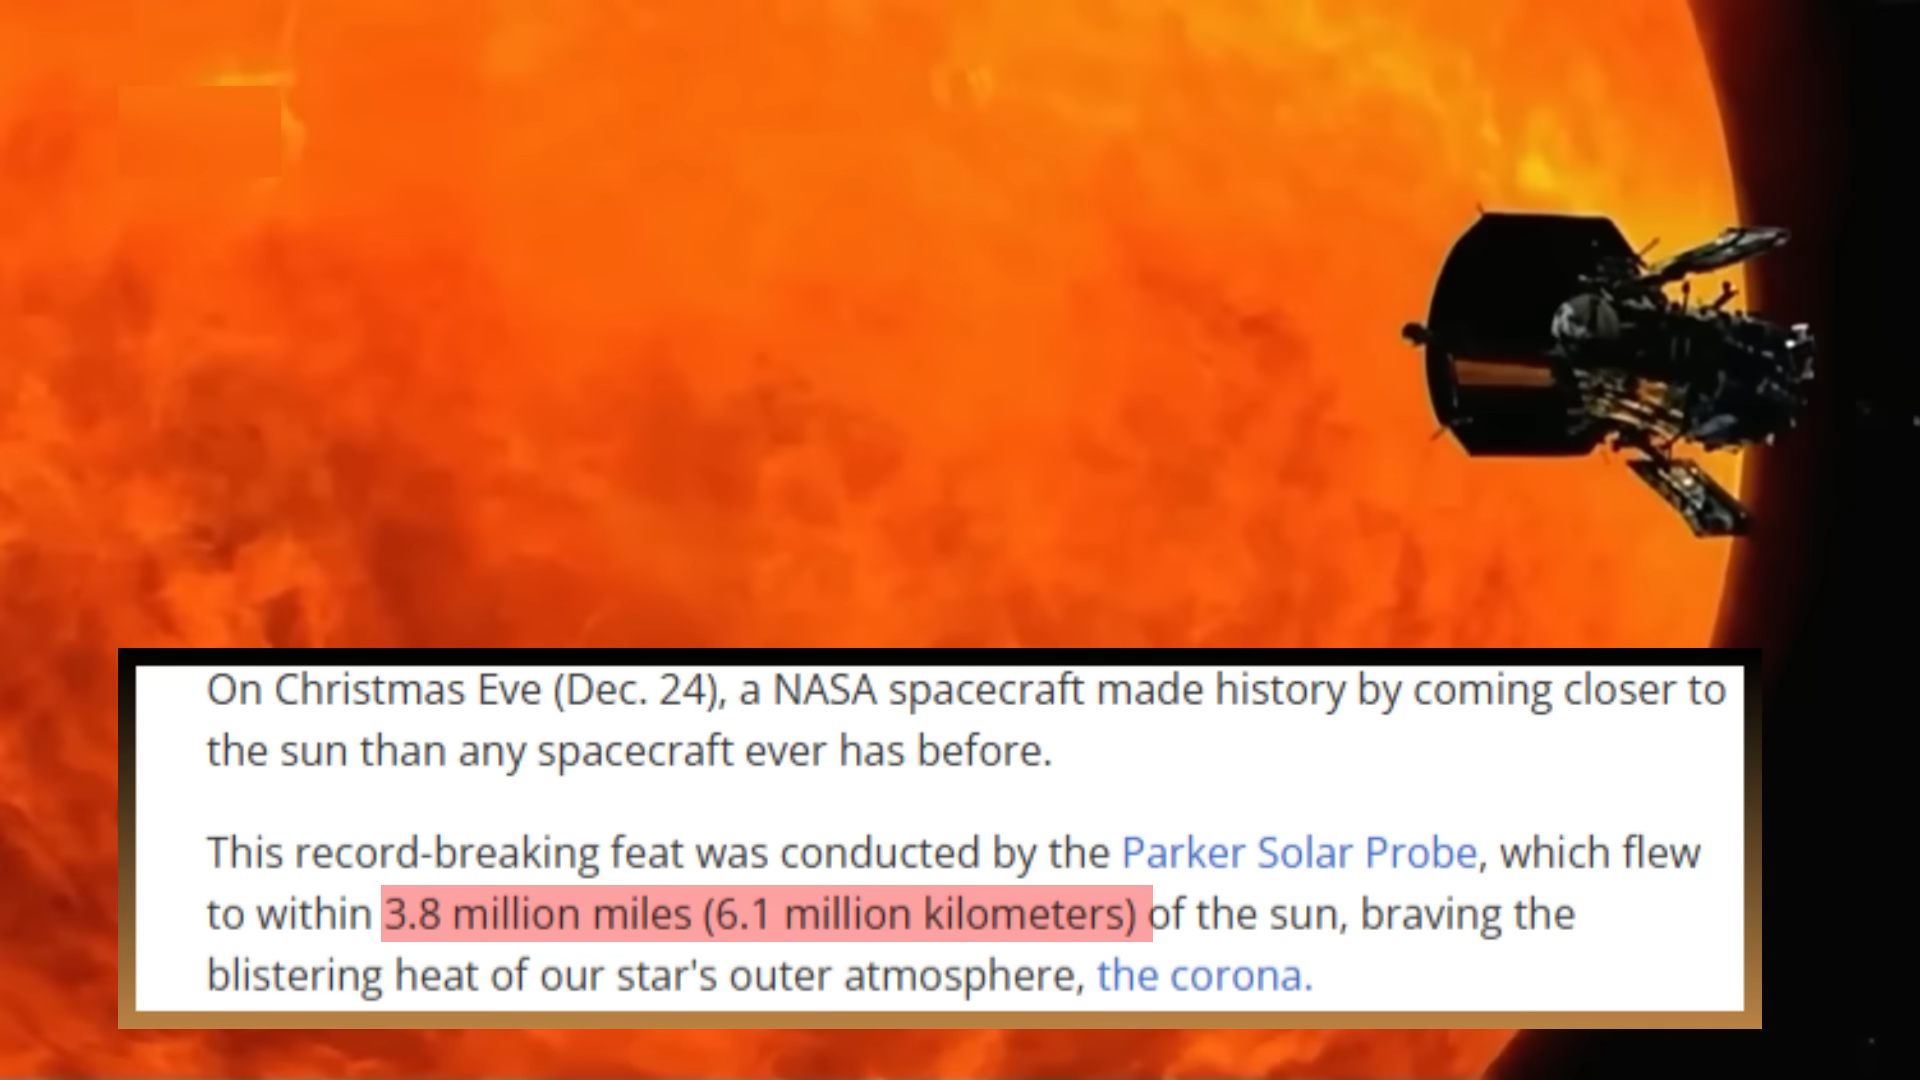 On Christmas Eve (Dec. 24), a NASA spacecraft made history by coming closer to
the sun than any spacecraft ever has before.
This record-breaking feat was conducted by the Parker Solar Probe, which flew
to within 3.8 million miles (6.1 million kilometers) of the sun, braving the
blistering heat of our star's outer atmosphere, the corona.